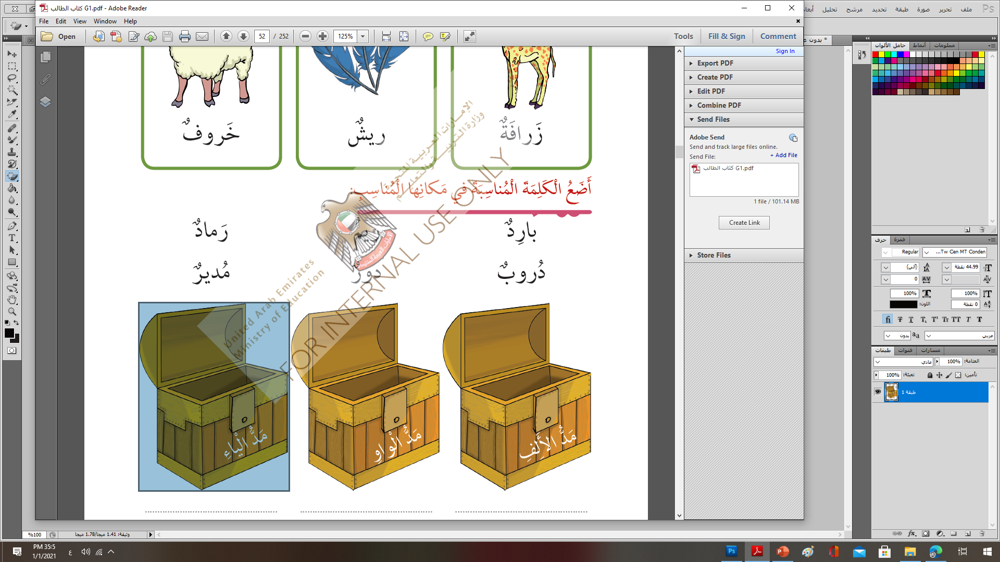 كتاب الطالب G1.pdf - Adobe Reader
File Edit View Window Help
Open 52 / 252 125% Tools Fill & Sign Comment
Sign In
Export PDF
Create PDF
Edit PDF
Combine PDF
Send Files
Adobe Send
Send and track large files online.
Send File: + Add File
كتاب الطالب G1.pdf
1 file / 101.14 MB
Create Link
Store Files
زَرافَةٌ ريشٌ خَروفٌ
أَضَعُ الْكَلِمَةَ الْمُناسِبَةَ في مَكانِها الْمُناسِبِ:
بارِدٌ ريمُ رَمادٌ
دُروبٌ دورٌ مُديرٌ
مَدُّ الأَلِفِ مَدُّ الْواوِ مَدُّ الْياءِ
الإمارات العربية المتحدة
وزارة التربية والتعليم
United Arab Emirates
Ministry of Education
FOR INTERNAL USE ONLY
Ps ملف تحرير صورة طبقة تحديد مرشح تحليل أبعاد
* بدون ع
حامل الألوان أنماط معلومات
حرف فقرة
Regular Tw Cen MT Conden...
(آلي) 44.99 نقطة
0
100% 100%
اللون: 0 نقطة
بدون عربي
طبقات قنوات مسارات
عادي العتامة: 100%
تأمين: تعبئة: 100%
طبقة 1
%100 وثيقة: 1.41 ميجا/1.78 ميجا
PM 35:5
1/1/2021
ع